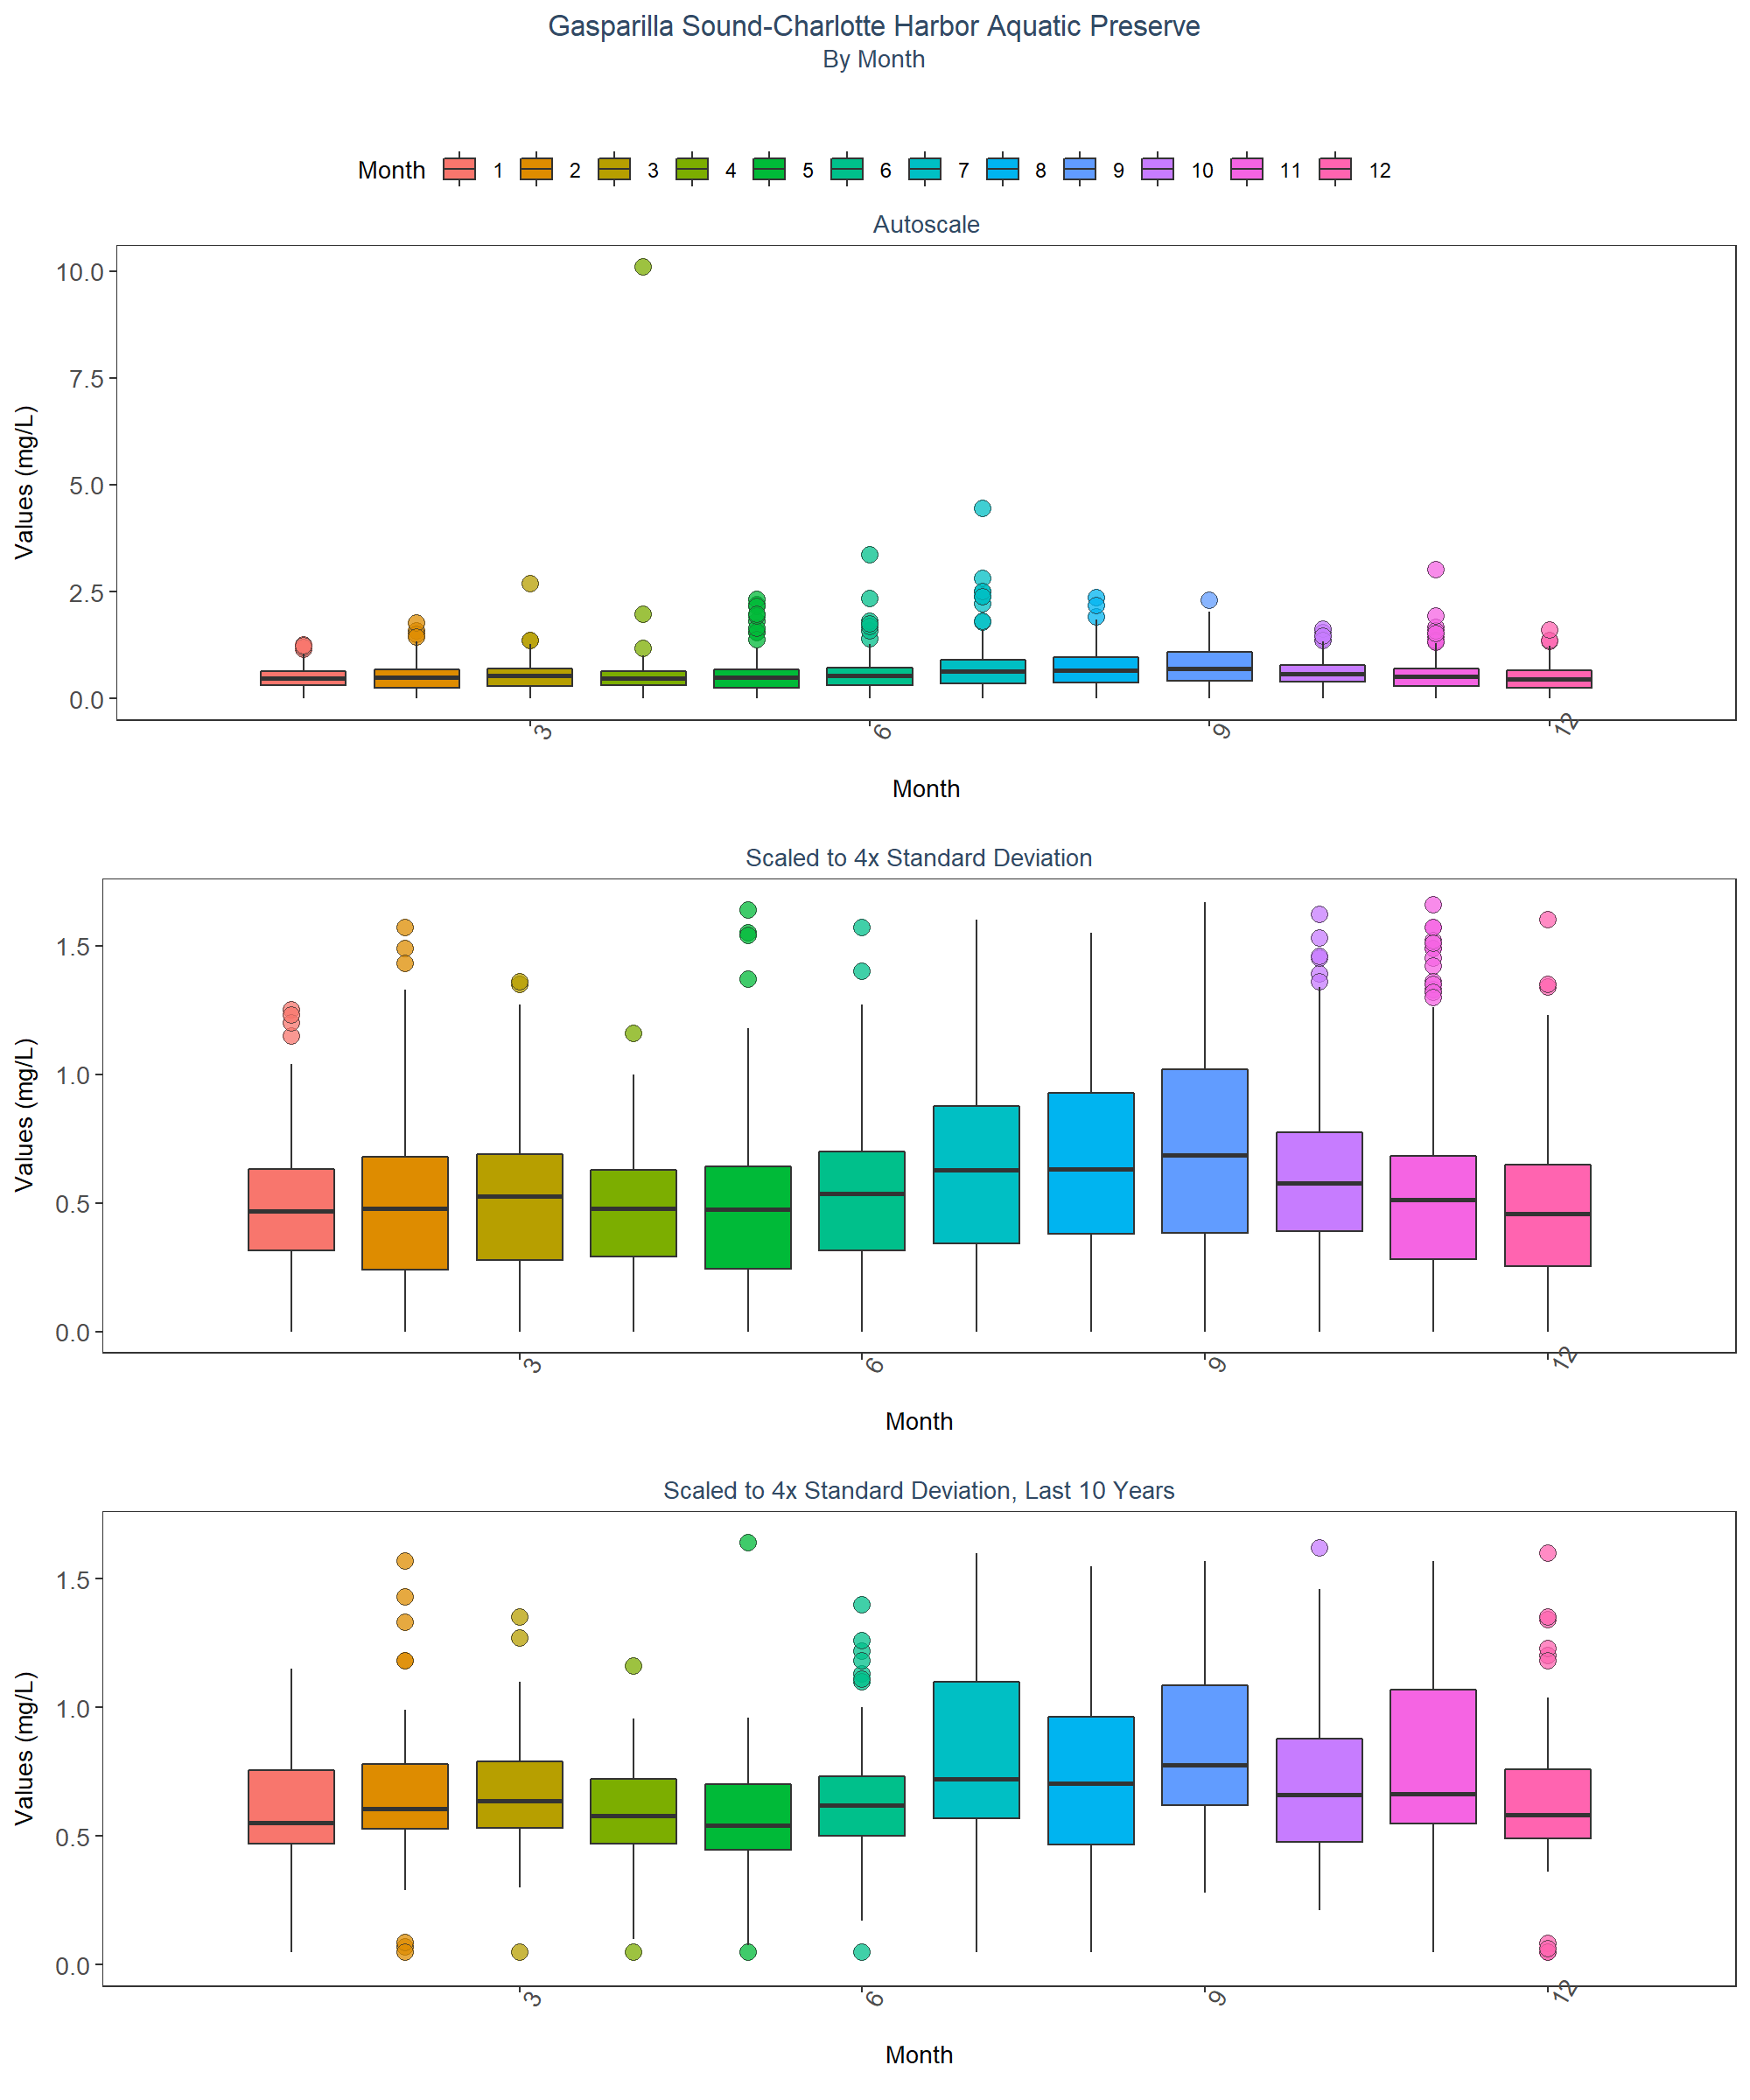 Gasparilla Sound-Charlotte Harbor Aquatic Preserve
By Month
Month 1 2 3 4 5 6 7 8 9 10 11 12
Autoscale
Values (mg/L)
10.0
7.5
5.0
2.5
0.0
3 6 9 12
Month
Scaled to 4x Standard Deviation
Values (mg/L)
1.5
1.0
0.5
0.0
3 6 9 12
Month
Scaled to 4x Standard Deviation, Last 10 Years
Values (mg/L)
1.5
1.0
0.5
0.0
3 6 9 12
Month